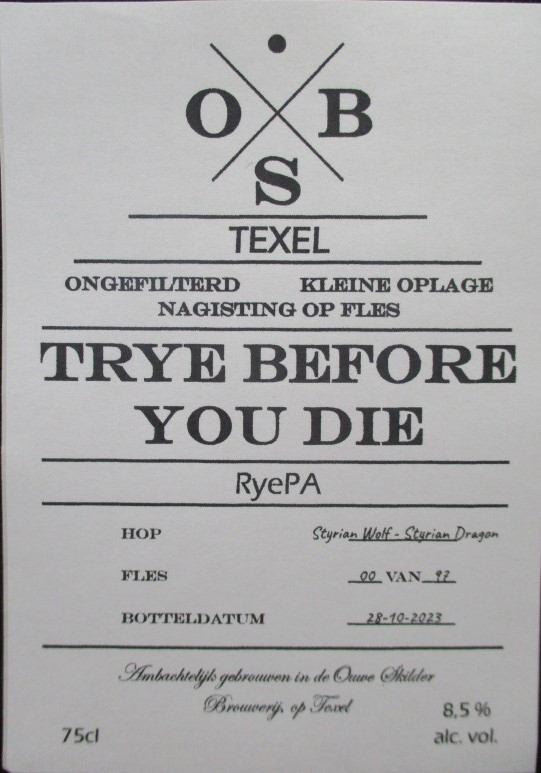 O B
S
TEXEL
ONGEFILTERD KLEINE OPLAGE
NAGISTING OP FLES
TRYE BEFORE
YOU DIE
RyePA
HOP Styrian Wolf - Styrian Dragon
FLES 00 VAN 97
BOTTELDATUM 28-10-2023
Ambachtelijk gebrouwen in de Ouwe Skilder
Brouwerij, op Texel
75cl 8,5 %
alc. vol.